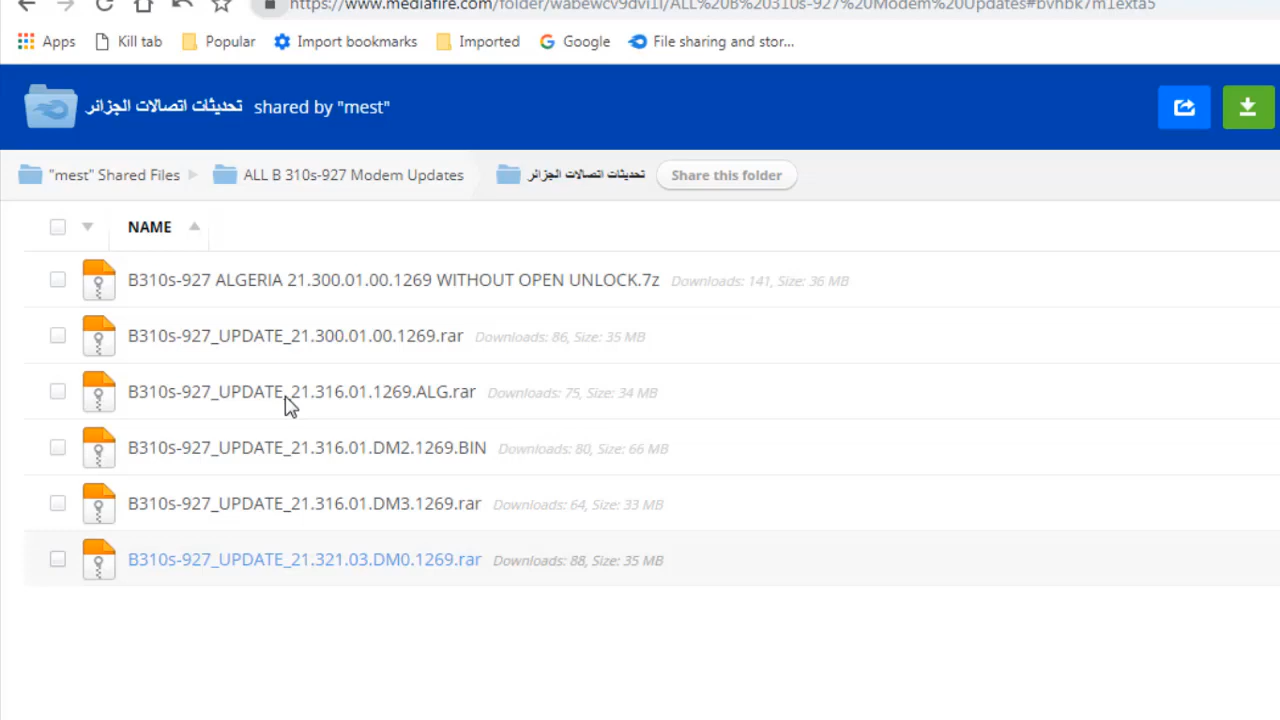 https://www.mediafire.com/folder/wabewcv9dvi1l/ALL%20B%20310s-927%20Modem%20Updates#bvhbk7m1exta5
Apps Kill tab Popular Import bookmarks Imported Google File sharing and stor...
تحديثات اتصالات الجزائر shared by "mest"
"mest" Shared Files ALL B 310s-927 Modem Updates تحديثات اتصالات الجزائر Share this folder
NAME
B310s-927 ALGERIA 21.300.01.00.1269 WITHOUT OPEN UNLOCK.7z Downloads: 141, Size: 36 MB
B310s-927_UPDATE_21.300.01.00.1269.rar Downloads: 86, Size: 35 MB
B310s-927_UPDATE_21.316.01.1269.ALG.rar Downloads: 75, Size: 34 MB
B310s-927_UPDATE_21.316.01.DM2.1269.BIN Downloads: 80, Size: 66 MB
B310s-927_UPDATE_21.316.01.DM3.1269.rar Downloads: 64, Size: 33 MB
B310s-927_UPDATE_21.321.03.DM0.1269.rar Downloads: 88, Size: 35 MB